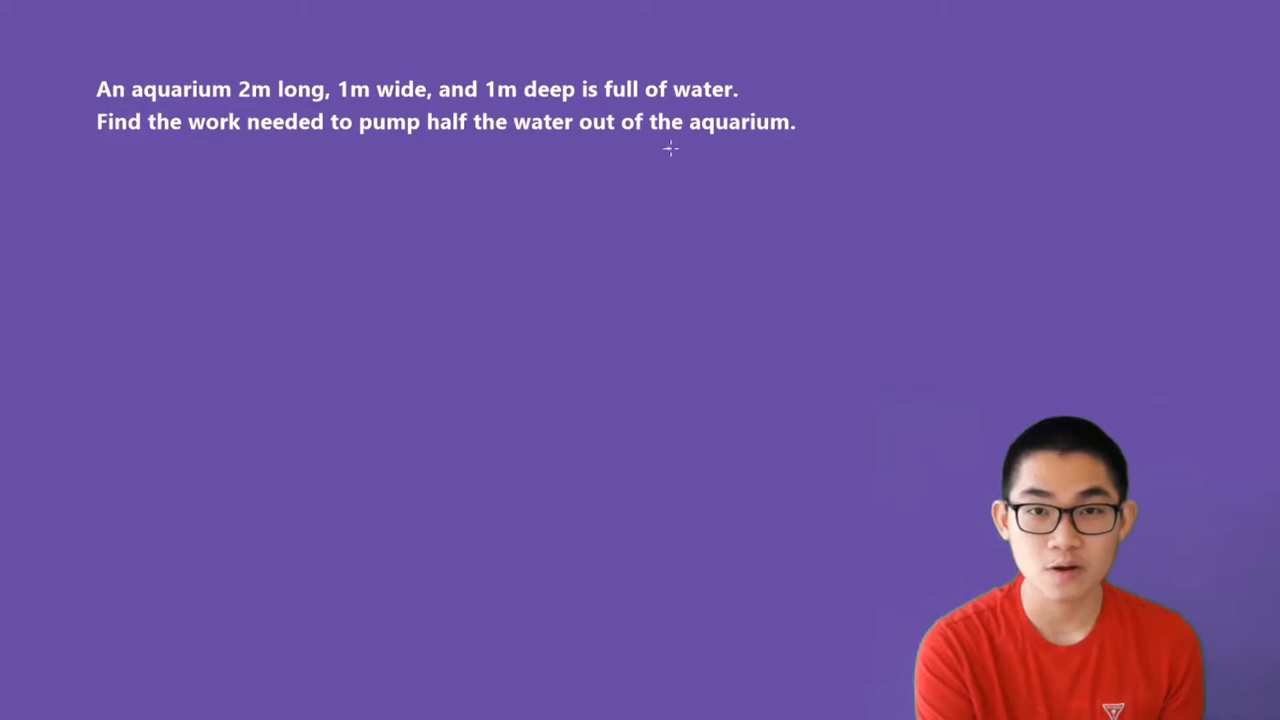 An aquarium 2m long, 1m wide, and 1m deep is full of water.
Find the work needed to pump half the water out of the aquarium.